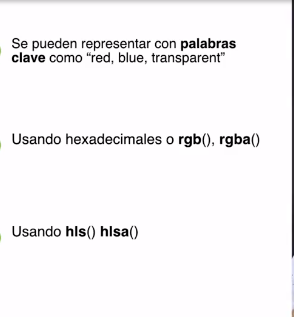 Se pueden representar con palabras
clave como “red, blue, transparent”
Usando hexadecimales o rgb(), rgba()
Usando hls() hlsa()